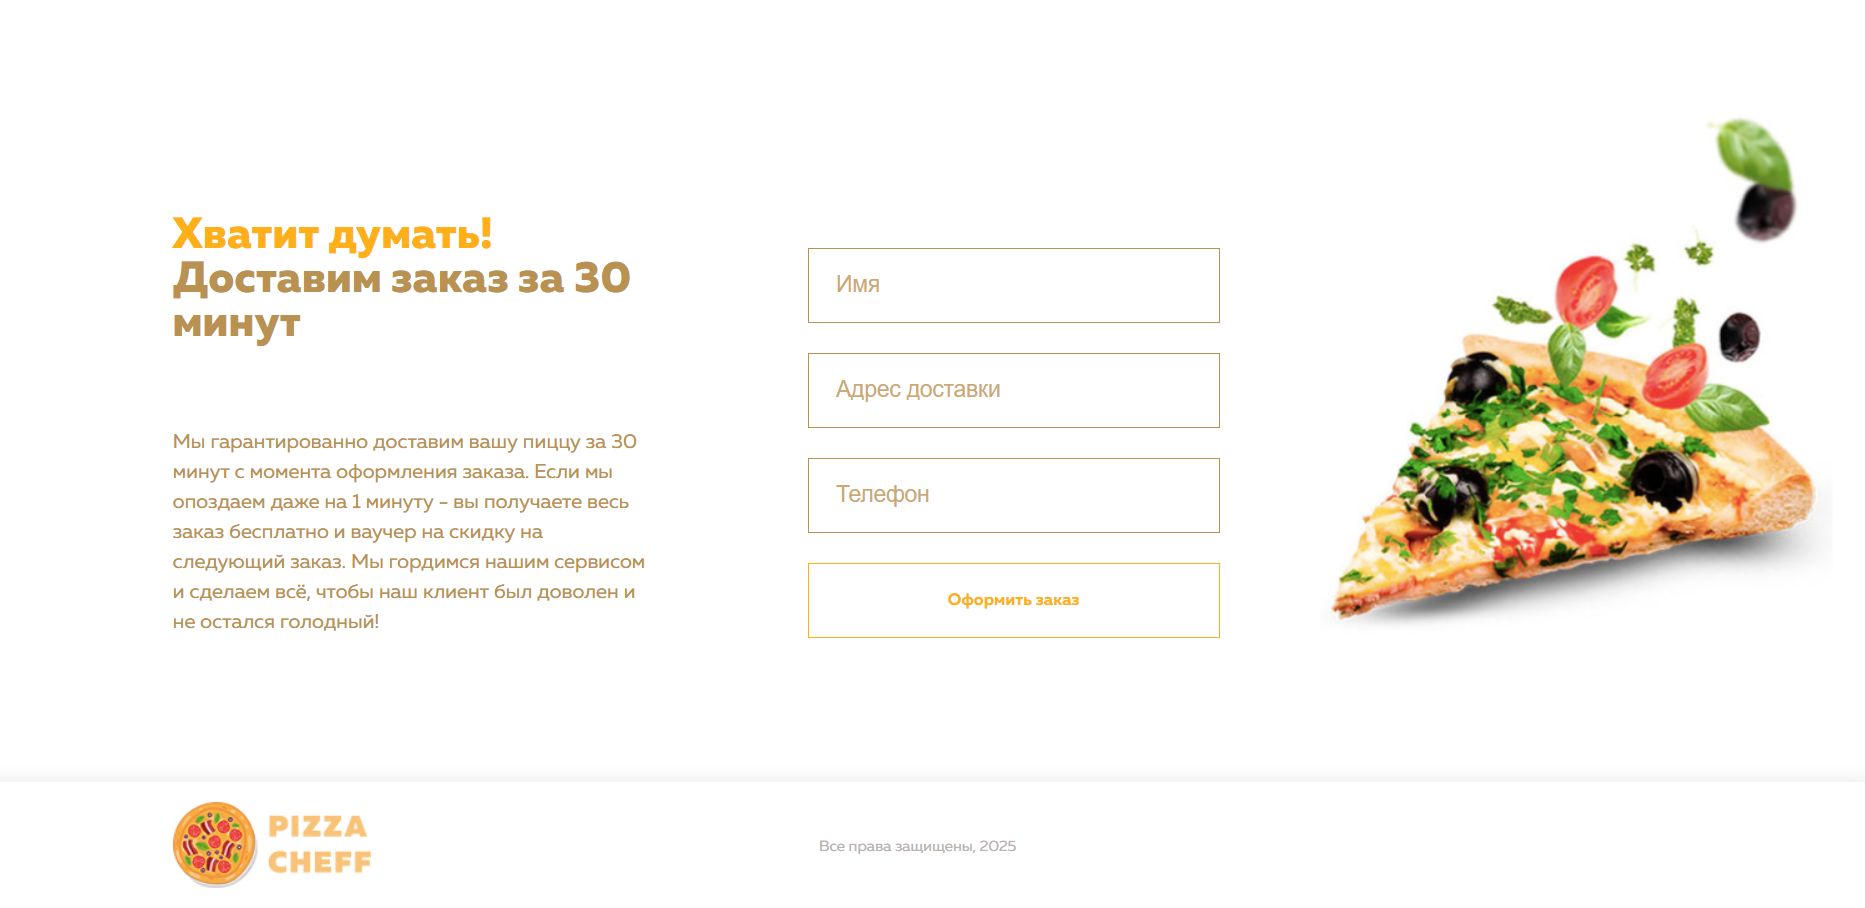 Хватит думать!
Доставим заказ за 30
минут
Мы гарантированно доставим вашу пиццу за 30
минут с момента оформления заказа. Если мы
опоздаем даже на 1 минуту - вы получаете весь
заказ бесплатно и ваучер на скидку на
следующий заказ. Мы гордимся нашим сервисом
и сделаем всё, чтобы наш клиент был доволен и
не остался голодный!
Имя
Адрес доставки
Телефон
Оформить заказ
PIZZA
CHEFF
Все права защищены, 2025